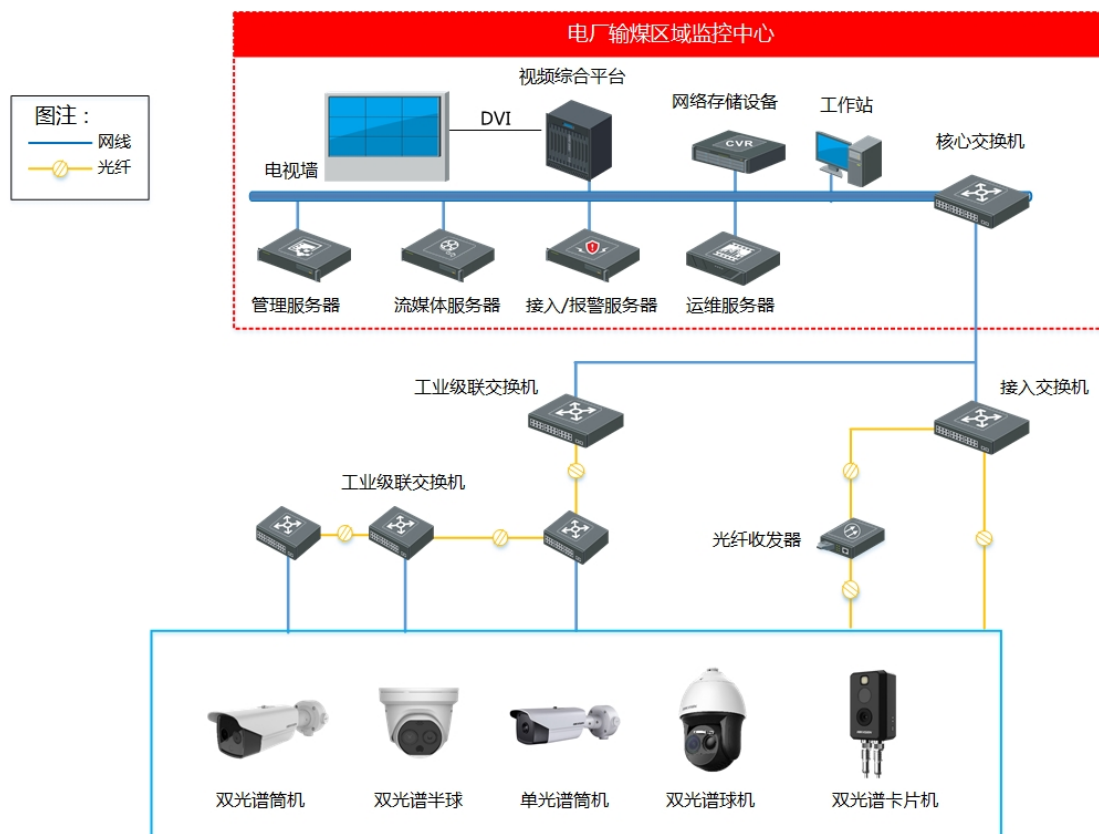 电厂输煤区域监控中心
视频综合平台
网络存储设备
工作站
图注：
网线
光纤
DVI
CVR
核心交换机
电视墙
管理服务器
流媒体服务器
接入/报警服务器
运维服务器
工业级联交换机
接入交换机
工业级联交换机
光纤收发器
双光谱筒机
双光谱半球
单光谱筒机
双光谱球机
双光谱卡片机